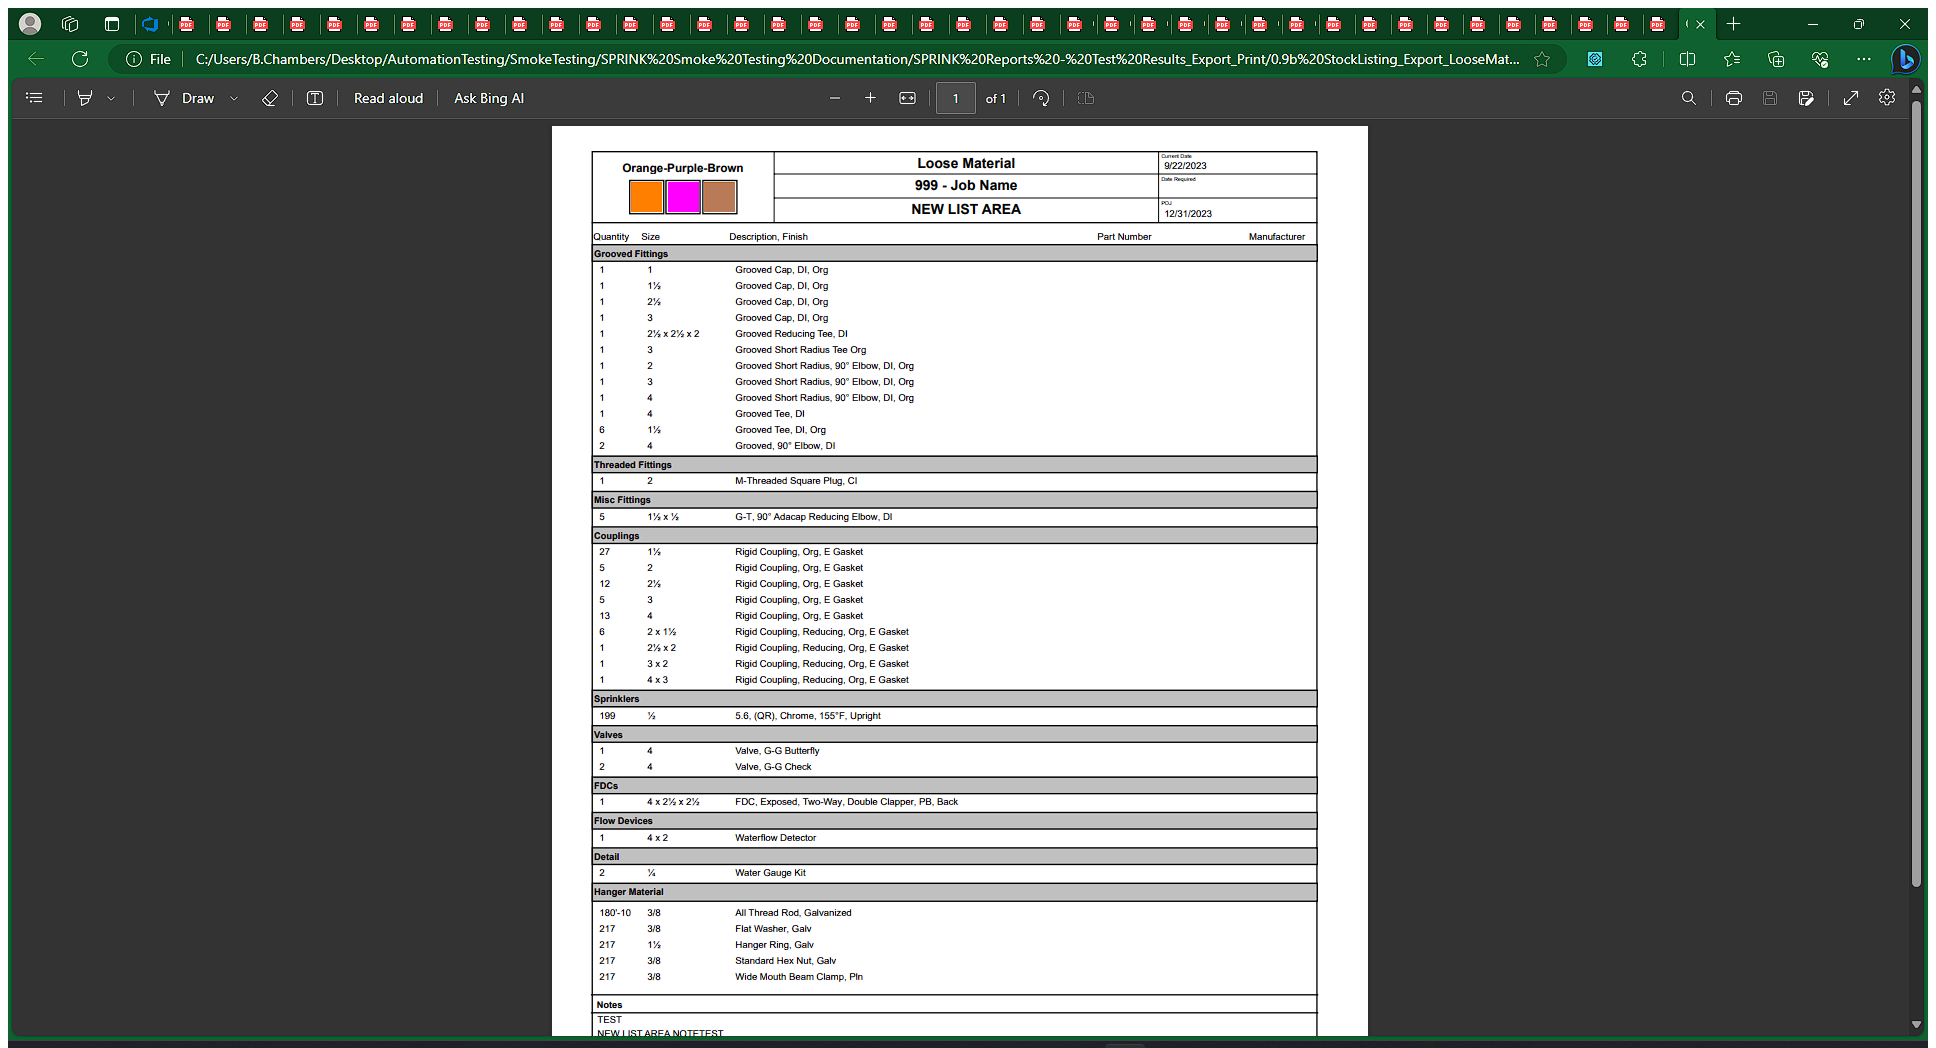 File C:/Users/B.Chambers/Desktop/AutomationTesting/SmokeTesting/SPRINK%20Smoke%20Testing%20Documentation/SPRINK%20Reports%20-%20Test%20Results_Export_Print/0.9b%20StockListing_Export_LooseMat...
Draw Read aloud Ask Bing AI 1 of 1
Orange-Purple-Brown
Loose Material
999 - Job Name
NEW LIST AREA
Current Date
9/22/2023
Date Required
POJ
12/31/2023
Quantity Size Description, Finish Part Number Manufacturer
Grooved Fittings
1 1 Grooved Cap, DI, Org
1 1½ Grooved Cap, DI, Org
1 2½ Grooved Cap, DI, Org
1 3 Grooved Cap, DI, Org
1 2½ x 2½ x 2 Grooved Reducing Tee, DI
1 3 Grooved Short Radius Tee Org
1 2 Grooved Short Radius, 90° Elbow, DI, Org
1 3 Grooved Short Radius, 90° Elbow, DI, Org
1 4 Grooved Short Radius, 90° Elbow, DI, Org
1 4 Grooved Tee, DI
6 1½ Grooved Tee, DI, Org
2 4 Grooved, 90° Elbow, DI
Threaded Fittings
1 2 M-Threaded Square Plug, CI
Misc Fittings
5 1½ x ½ G-T, 90° Adacap Reducing Elbow, DI
Couplings
27 1½ Rigid Coupling, Org, E Gasket
5 2 Rigid Coupling, Org, E Gasket
12 2½ Rigid Coupling, Org, E Gasket
5 3 Rigid Coupling, Org, E Gasket
13 4 Rigid Coupling, Org, E Gasket
6 2 x 1½ Rigid Coupling, Reducing, Org, E Gasket
1 2½ x 2 Rigid Coupling, Reducing, Org, E Gasket
1 3 x 2 Rigid Coupling, Reducing, Org, E Gasket
1 4 x 3 Rigid Coupling, Reducing, Org, E Gasket
Sprinklers
199 ½ 5.6, (QR), Chrome, 155°F, Upright
Valves
1 4 Valve, G-G Butterfly
2 4 Valve, G-G Check
FDCs
1 4 x 2½ x 2½ FDC, Exposed, Two-Way, Double Clapper, PB, Back
Flow Devices
1 4 x 2 Waterflow Detector
Detail
2 ¼ Water Gauge Kit
Hanger Material
180'-10 3/8 All Thread Rod, Galvanized
217 3/8 Flat Washer, Galv
217 1½ Hanger Ring, Galv
217 3/8 Standard Hex Nut, Galv
217 3/8 Wide Mouth Beam Clamp, Pln
Notes
TEST
NEW LIST AREA NOTETEST